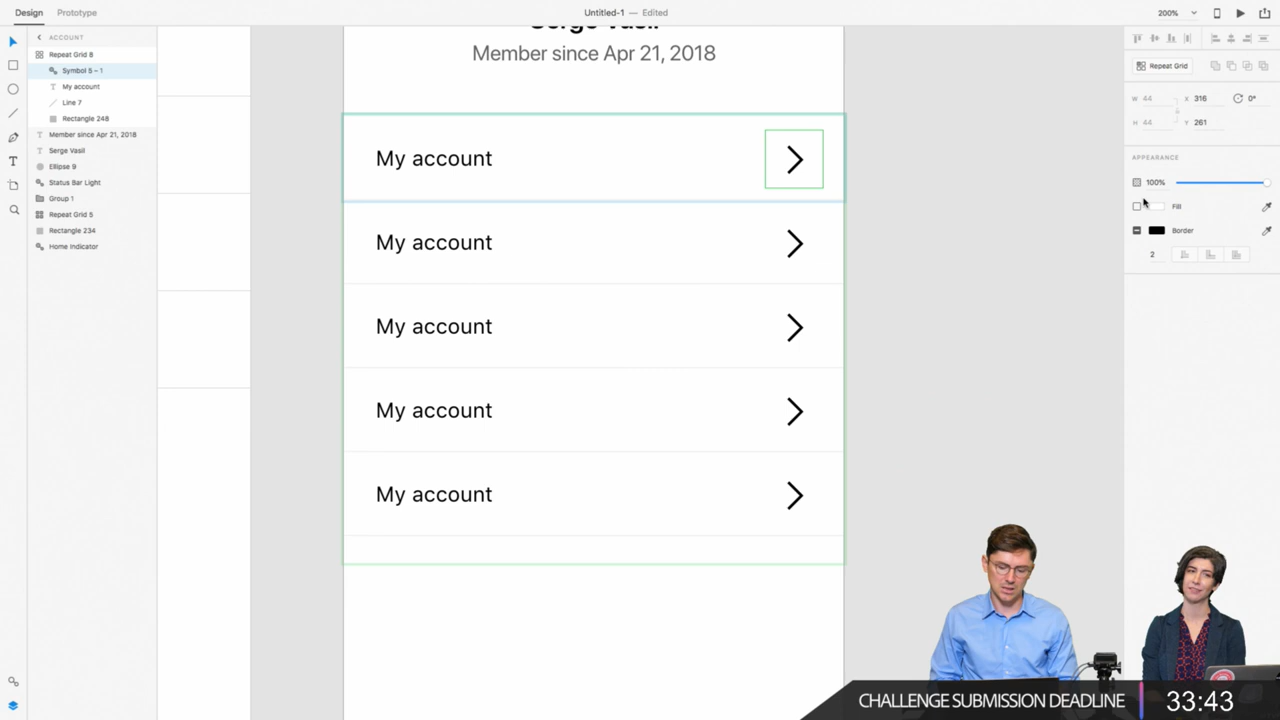 Design Prototype
Untitled-1 — Edited
200%
ACCOUNT
Repeat Grid 8
Symbol 5 – 1
My account
Line 7
Rectangle 248
Member since Apr 21, 2018
Serge Vasil
Ellipse 9
Status Bar Light
Group 1
Repeat Grid 5
Rectangle 234
Home Indicator
Serge Vasil
Member since Apr 21, 2018
My account
My account
My account
My account
My account
Repeat Grid
W 44 X 316 0°
H 44 Y 261
APPEARANCE
100%
Fill
Border
2
CHALLENGE SUBMISSION DEADLINE 33:43